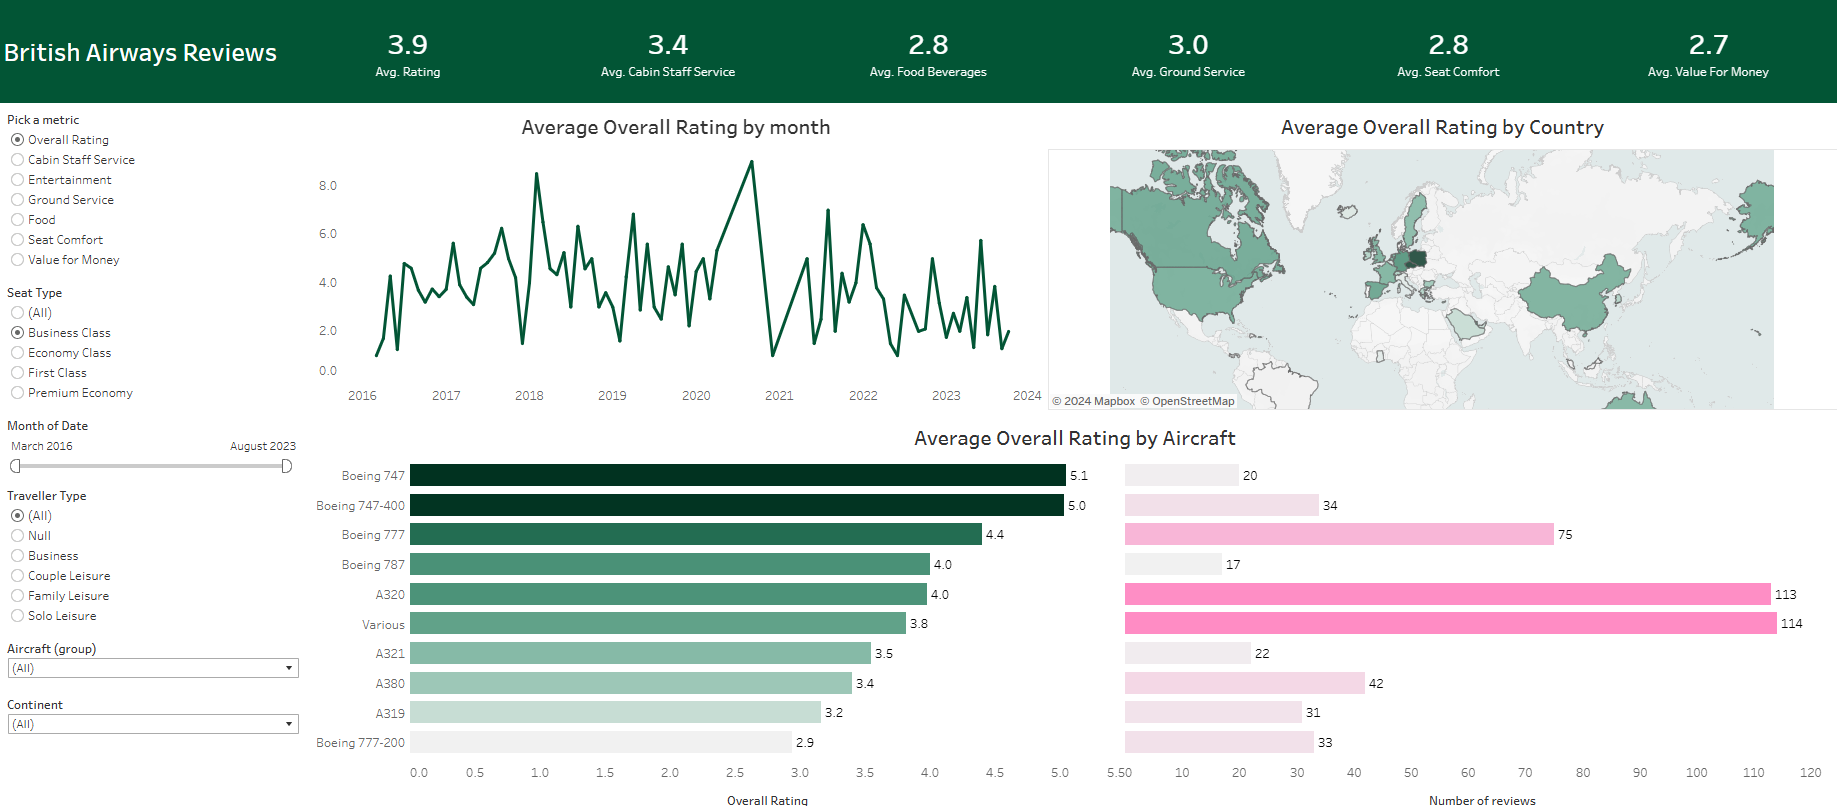 British Airways Reviews
3.9
Avg. Rating
3.4
Avg. Cabin Staff Service
2.8
Avg. Food Beverages
3.0
Avg. Ground Service
2.8
Avg. Seat Comfort
2.7
Avg. Value For Money
Pick a metric
Overall Rating
Cabin Staff Service
Entertainment
Ground Service
Food
Seat Comfort
Value for Money
Seat Type
(All)
Business Class
Economy Class
First Class
Premium Economy
Month of Date
March 2016 August 2023
Traveller Type
(All)
Null
Business
Couple Leisure
Family Leisure
Solo Leisure
Aircraft (group)
(All)
Continent
(All)
Average Overall Rating by month
8.0
6.0
4.0
2.0
0.0
2016 2017 2018 2019 2020 2021 2022 2023 2024
Average Overall Rating by Country
© 2024 Mapbox © OpenStreetMap
Average Overall Rating by Aircraft
Boeing 747 5.1 20
Boeing 747-400 5.0 34
Boeing 777 4.4 75
Boeing 787 4.0 17
A320 4.0 113
Various 3.8 114
A321 3.5 22
A380 3.4 42
A319 3.2 31
Boeing 777-200 2.9 33
0.0 0.5 1.0 1.5 2.0 2.5 3.0 3.5 4.0 4.5 5.0 5.50 10 20 30 40 50 60 70 80 90 100 110 120
Overall Rating Number of reviews